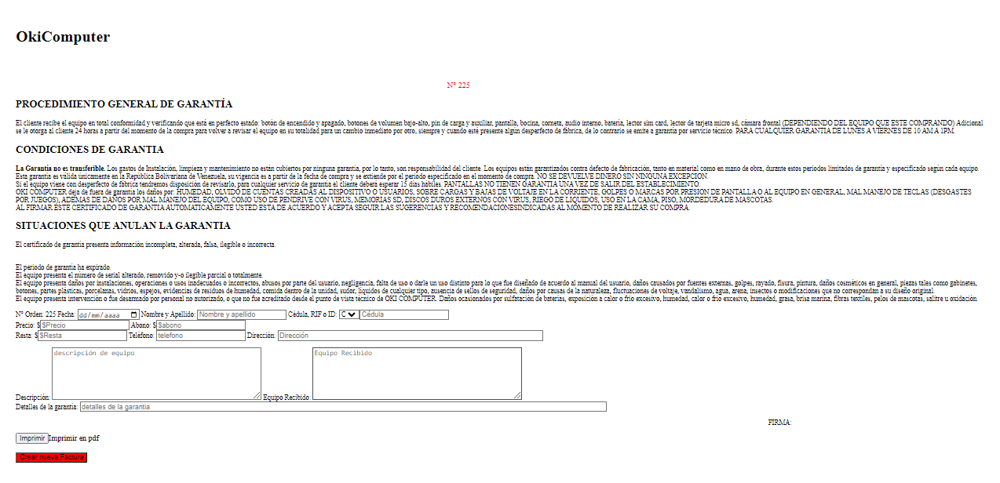 OkiComputer
N° 225
PROCEDIMIENTO GENERAL DE GARANTÍA
El cliente recibe el equipo en total conformidad y verificando que está en perfecto estado: botón de encendido y apagado, botones de volumen bajo-alto, pin de carga y auxiliar, pantalla, bocina, corneta, audio interno, batería, lector sim card, lector de tarjeta micro sd, cámara frontal (DEPENDIENDO DEL EQUIPO QUE ESTE COMPRANDO) Adicional
se le otorga al cliente 24 horas a partir del momento de la compra para volver a revisar el equipo en su totalidad para un cambio inmediato por otro, siempre y cuando esté presente algún desperfecto de fábrica, de lo contrario se emite a garantía por servicio técnico. PARA CUALQUIER GARANTIA DE LUNES A VIERNES DE 10 AM A 1PM.
CONDICIONES DE GARANTIA
La Garantía no es transferible. Los gastos de Instalación, limpieza y mantenimiento no están cubiertos por ninguna garantía, por lo tanto, son responsabilidad del cliente. Los equipos están garantizados contra defecto de fabricación, tanto en material como en mano de obra, durante estos periodos limitados de garantía y especificado según cada equipo.
Esta garantía es válida únicamente en la República Bolivariana de Venezuela, su vigencia es a partir de la fecha de compra y se extiende por el periodo especificado en el momento de compra. NO SE DEVUELVE DINERO SIN NINGUNA EXCEPCIÓN.
Si el equipo viene con desperfecto de fábrica tendremos disposición de revisarlo, para cualquier servicio de garantía el cliente deberá esperar 15 días hábiles. PANTALLAS NO TIENEN GARANTIA UNA VEZ DE SALIR DEL ESTABLECIMIENTO.
OKI COMPUTER deja de fuera de garantía los daños por: HUMEDAD, OLVIDO DE CUENTAS CREADAS AL DISPOSITIVO O USUARIOS, SOBRE CARGAS Y BAJAS DE VOLTAJE EN LA CORRIENTE, GOLPES O MARCAS POR PRESION DE PANTALLA O AL EQUIPO EN GENERAL, MAL MANEJO DE TECLAS (DESGASTES
POR JUEGOS), ADEMAS DE DAÑOS POR MAL MANEJO DEL EQUIPO, COMO USO DE PENDRIVE CON VIRUS, MEMORIAS SD, DISCOS DUROS EXTERNOS CON VIRUS, RIEGO DE LIQUIDOS, USO EN LA CAMA, PISO, MORDEDURA DE MASCOTAS.
AL FIRMAR ESTE CERTIFICADO DE GARANTIA AUTOMATICAMENTE USTED ESTA DE ACUERDO Y ACEPTA SEGUIR LAS SUGERENCIAS Y RECOMENDACIONESINDICADAS AL MOMENTO DE REALIZAR SU COMPRA.
SITUACIONES QUE ANULAN LA GARANTIA
El certificado de garantía presenta información incompleta, alterada, falsa, ilegible o incorrecta.
El periodo de garantía ha expirado.
El equipo presenta el numero de serial alterado, removido y-o ilegible parcial o totalmente.
El equipo presenta daños por instalaciones, operaciones o usos inadecuados o incorrectos, abusos por parte del usuario, negligencia, falta de uso o darle un uso distinto para lo que fue diseñado de acuerdo al manual del usuario, daños causados por fuentes externas, golpes, rayado, fisura, pintura, daños cosméticos en general, piezas tales como gabinetes,
botones, partes plásticas, porcelanas, vidrios, espejos, evidencias de residuos de humedad, comida dentro de la unidad, sudor, líquidos de cualquier tipo, ausencia de sellos de seguridad, daños por causas de la naturaleza, fluctuaciones de voltaje, vandalismo, agua, arena, insectos o modificaciones que no correspondan a su diseño original.
El equipo presenta intervención o fue desarmado por personal no autorizado, o que no fue acreditado desde el punto de vista técnico de OKI COMPUTER. Daños ocasionados por sulfatación de baterías, exposición a calor o frio excesivo, humedad, calor o frio excesivo, humedad, grasa, brisa marina, fibras textiles, pelos de mascotas, salitre u oxidación.
N° Orden: 225 Fecha: dd/mm/aaaa Nombre y Apellido: Nombre y apellido Cédula, RIF o ID: C Cédula
Precio: $ $Precio Abono: $ $abono
Resta: $ $Resta Teléfono: telefono Dirección: Dirección
descripción de equipo Equipo Recibido
Descripción: Equipo Recibido:
Detalles de la garantía: detalles de la garantia
FIRMA:
Imprimir Imprimir en pdf
Crear nueva Factura